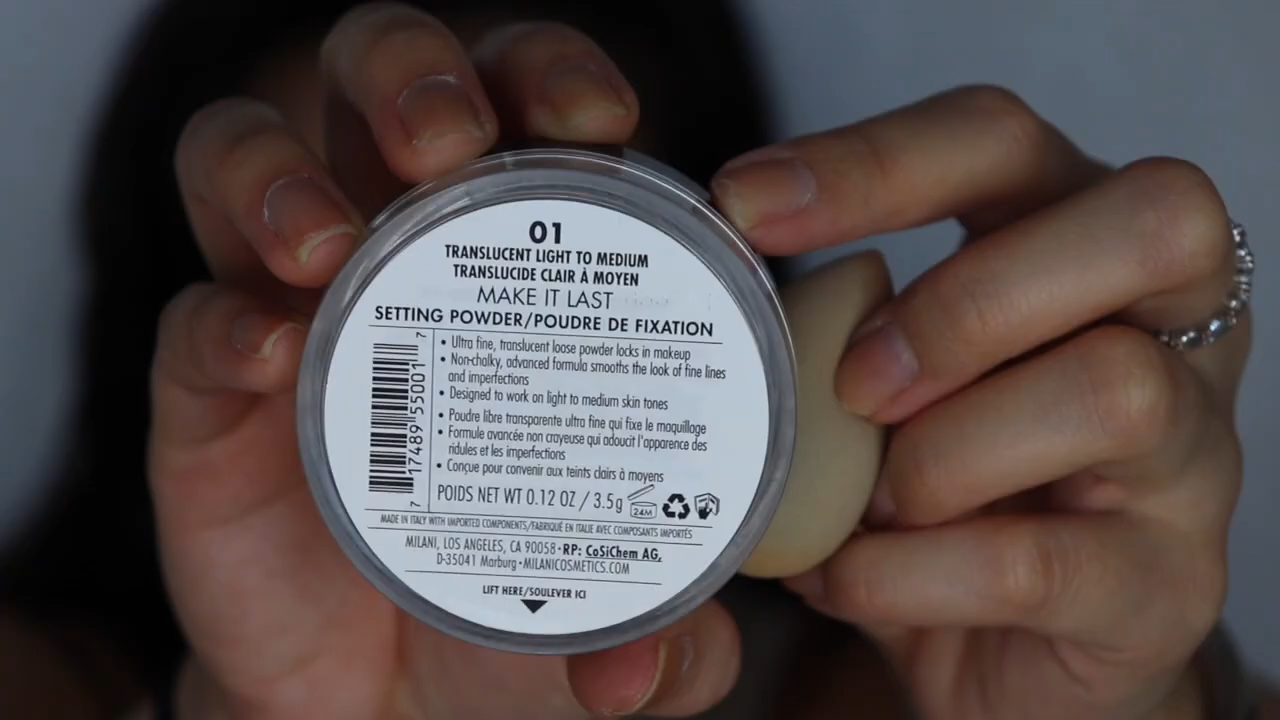 01
TRANSLUCENT LIGHT TO MEDIUM
TRANSLUCIDE CLAIR À MOYEN
MAKE IT LAST
SETTING POWDER/POUDRE DE FIXATION
• Ultra fine, translucent loose powder locks in makeup
• Non-chalky, advanced formula smooths the look of fine lines
and imperfections
• Designed to work on light to medium skin tones
• Poudre libre transparente ultra fine qui fixe le maquillage
• Formule avancée non crayeuse qui adoucit l'apparence des
ridules et les imperfections
• Conçue pour convenir aux teints clairs à moyens
7 17489 55001 7
POIDS NET WT 0.12 OZ / 3.5g
24M
MADE IN ITALY WITH IMPORTED COMPONENTS/FABRIQUÉ EN ITALIE AVEC COMPOSANTS IMPORTÉS
MILANI, LOS ANGELES, CA 90058 • RP: CoSiChem AG,
D-35041 Marburg • MILANICOSMETICS.COM
LIFT HERE/SOULEVER ICI